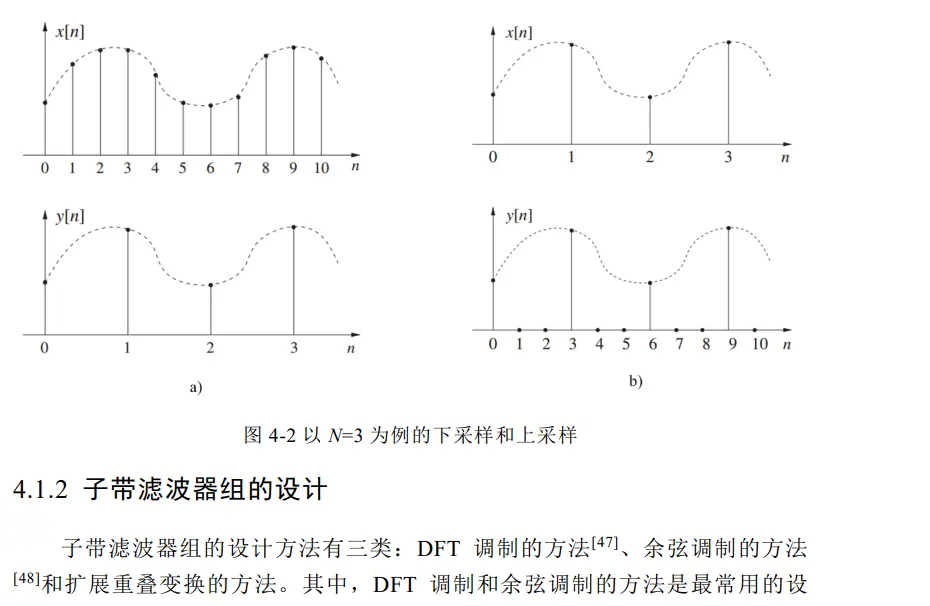 x[n]
0 1 2 3 4 5 6 7 8 9 10 n
y[n]
0 1 2 3 n
a)
x[n]
0 1 2 3 n
y[n]
0 1 2 3 4 5 6 7 8 9 10 n
b)
图 4-2 以 N=3 为例的下采样和上采样
4.1.2 子带滤波器组的设计
子带滤波器组的设计方法有三类：DFT 调制的方法[47]、余弦调制的方法
[48]和扩展重叠变换的方法。其中，DFT 调制和余弦调制的方法是最常用的设